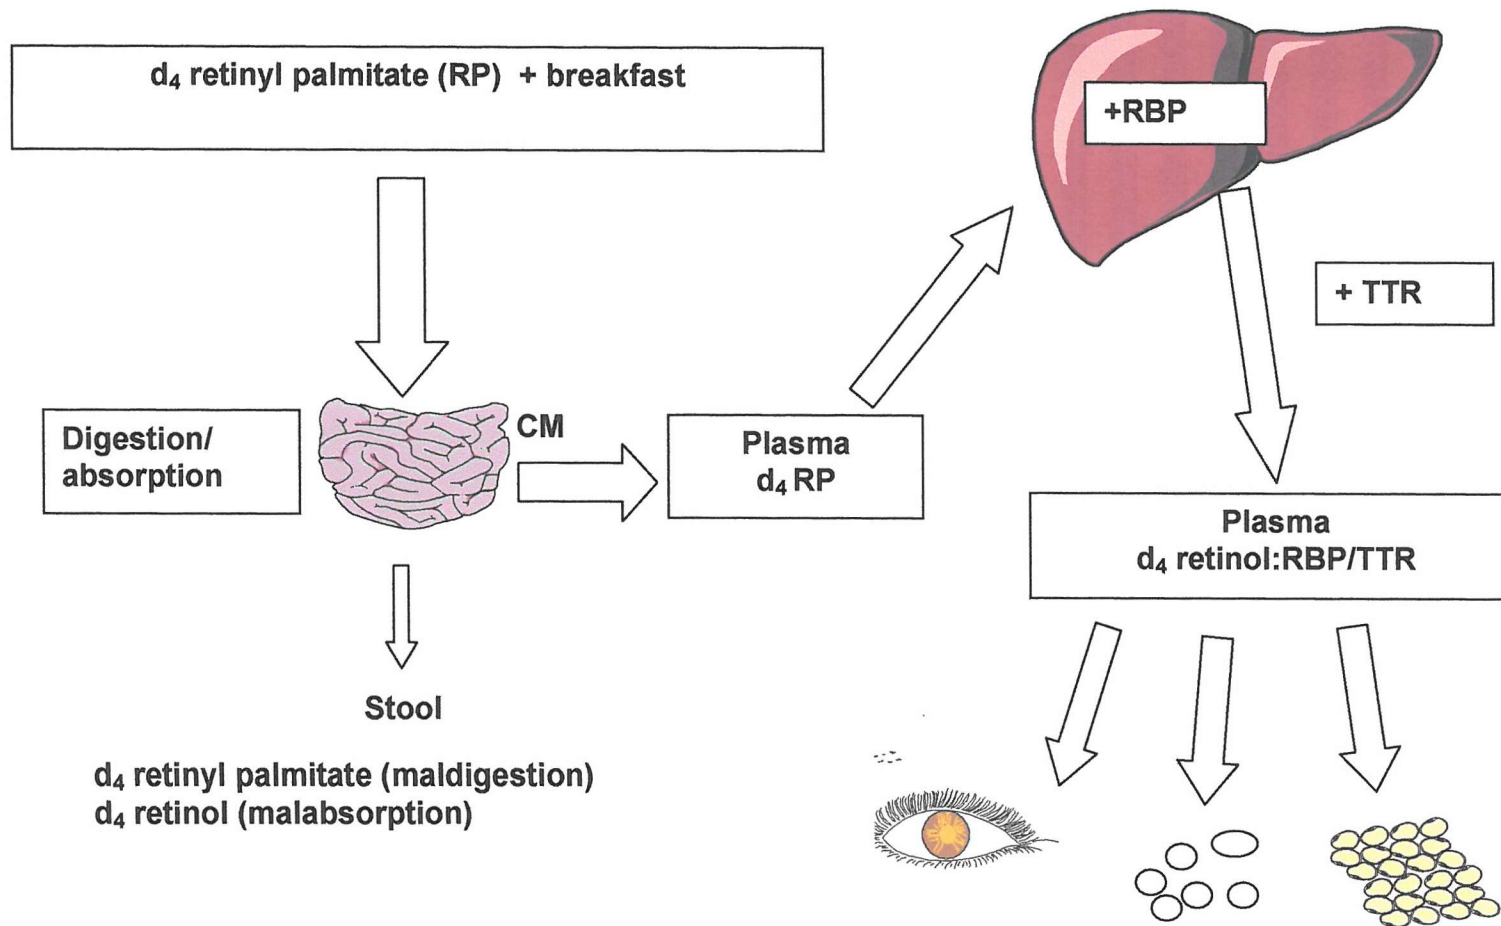 d₄ retinyl palmitate (RP) + breakfast
+RBP
+ TTR
Digestion/
absorption
CM
Plasma
d₄ RP
Plasma
d₄ retinol:RBP/TTR
Stool
d₄ retinyl palmitate (maldigestion)
d₄ retinol (malabsorption)